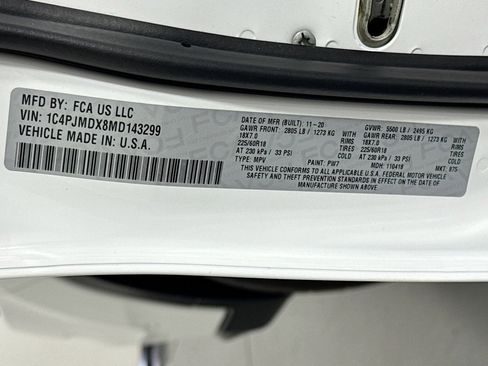 MFD BY: FCA US LLC
VIN: 1C4PJMDX8MD143299
VEHICLE MADE IN: U.S.A.
DATE OF MFR (BUILT): 11-20 GVWR: 5500 LB / 2495 KG
GAWR FRONT: 2805 LB / 1273 KG WITH GAWR REAR: 2805 LB / 1273 KG WITH
18X7.0 RIMS 18X7.0 RIMS
225/60R18 TIRES 225/60R18 TIRES
AT 230 kPa / 33 PSI COLD AT 230 kPa / 33 PSI COLD
TYPE: MPV PAINT: PW7 MDH: 110418 MKT: 875
THIS VEHICLE CONFORMS TO ALL APPLICABLE U.S.A. FEDERAL MOTOR VEHICLE
SAFETY AND THEFT PREVENTION STANDARDS IN EFFECT ON THE DATE OF
MANUFACTURE SHOWN ABOVE.